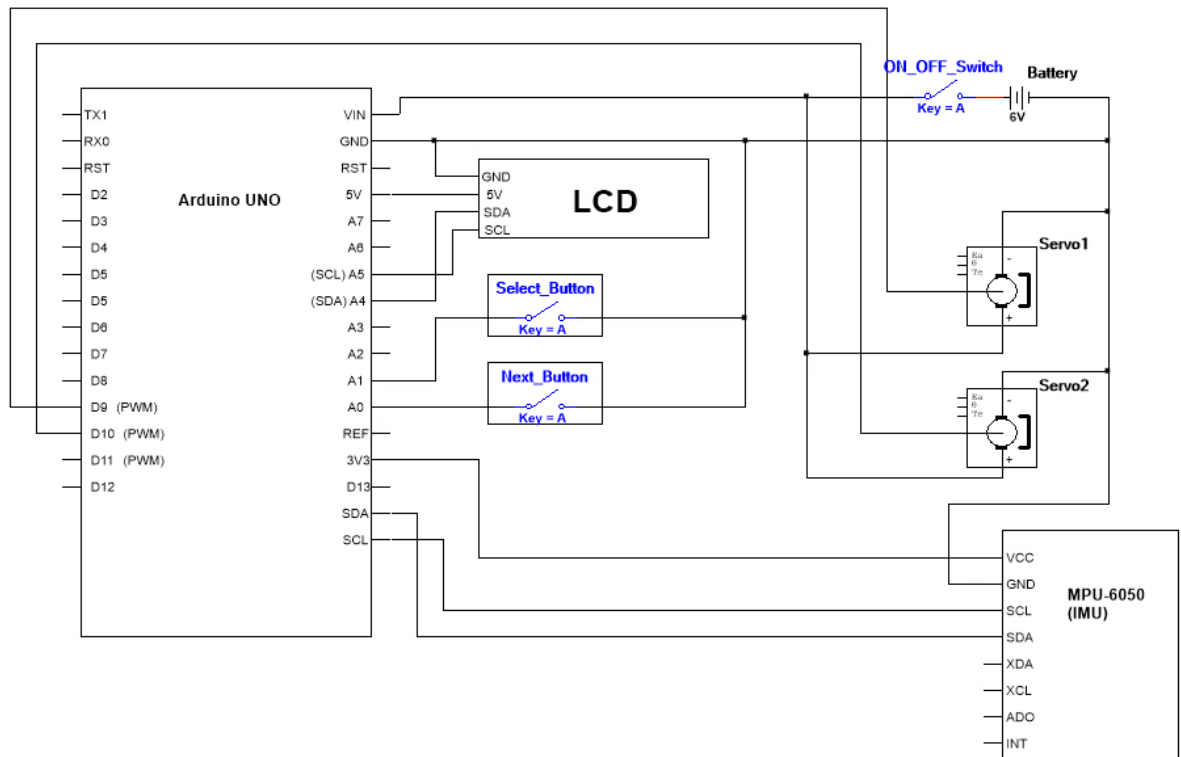 ON_OFF_Switch
Key = A
Battery
6V
Arduino UNO
TX1
RX0
RST
D2
D3
D4
D5
D5
D6
D7
D8
D9 (PWM)
D10 (PWM)
D11 (PWM)
D12
VIN
GND
RST
5V
A7
A6
(SCL) A5
(SDA) A4
A3
A2
A1
A0
REF
3V3
D13
SDA
SCL
GND
5V
SDA
SCL
LCD
Select_Button
Key = A
Next_Button
Key = A
Servo1
-
+
Servo2
-
+
VCC
GND
SCL
SDA
XDA
XCL
ADO
INT
MPU-6050
(IMU)